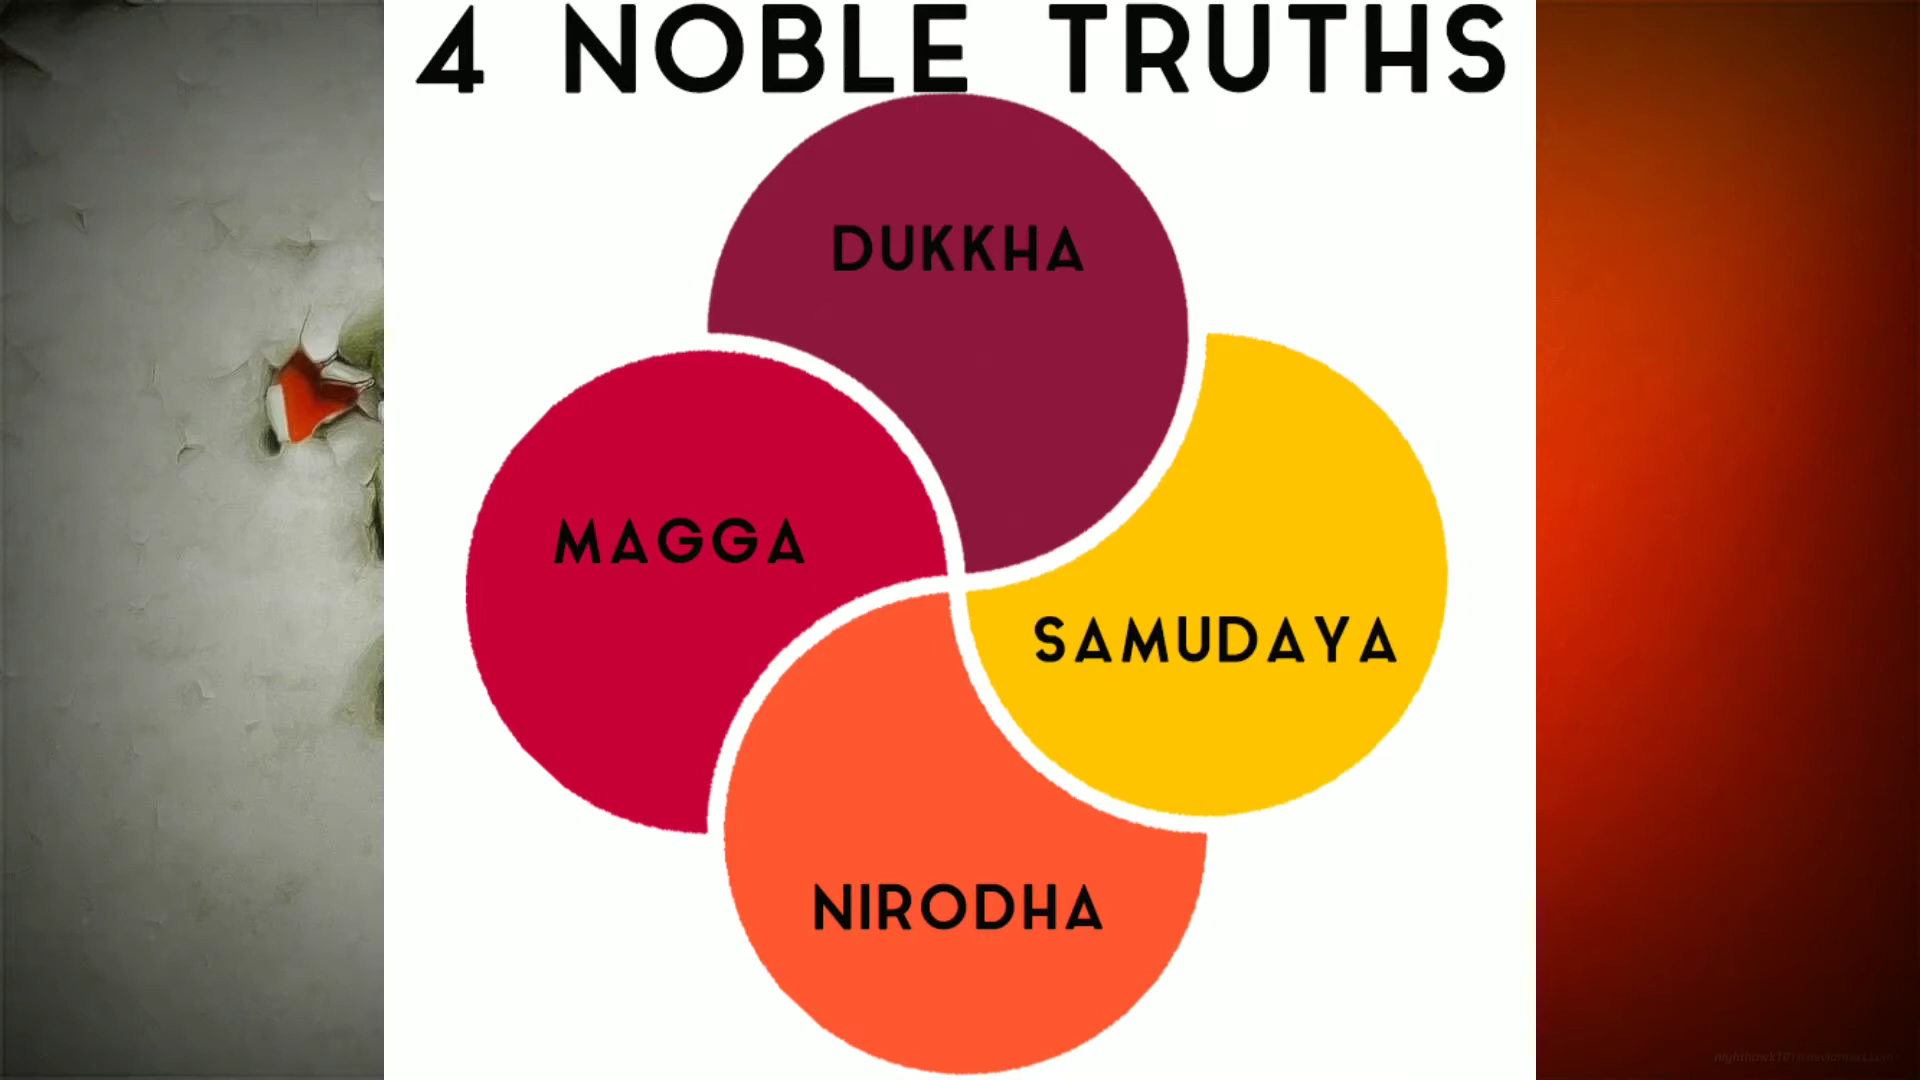 4 NOBLE TRUTHS
DUKKHA
MAGGA
SAMUDAYA
NIRODHA